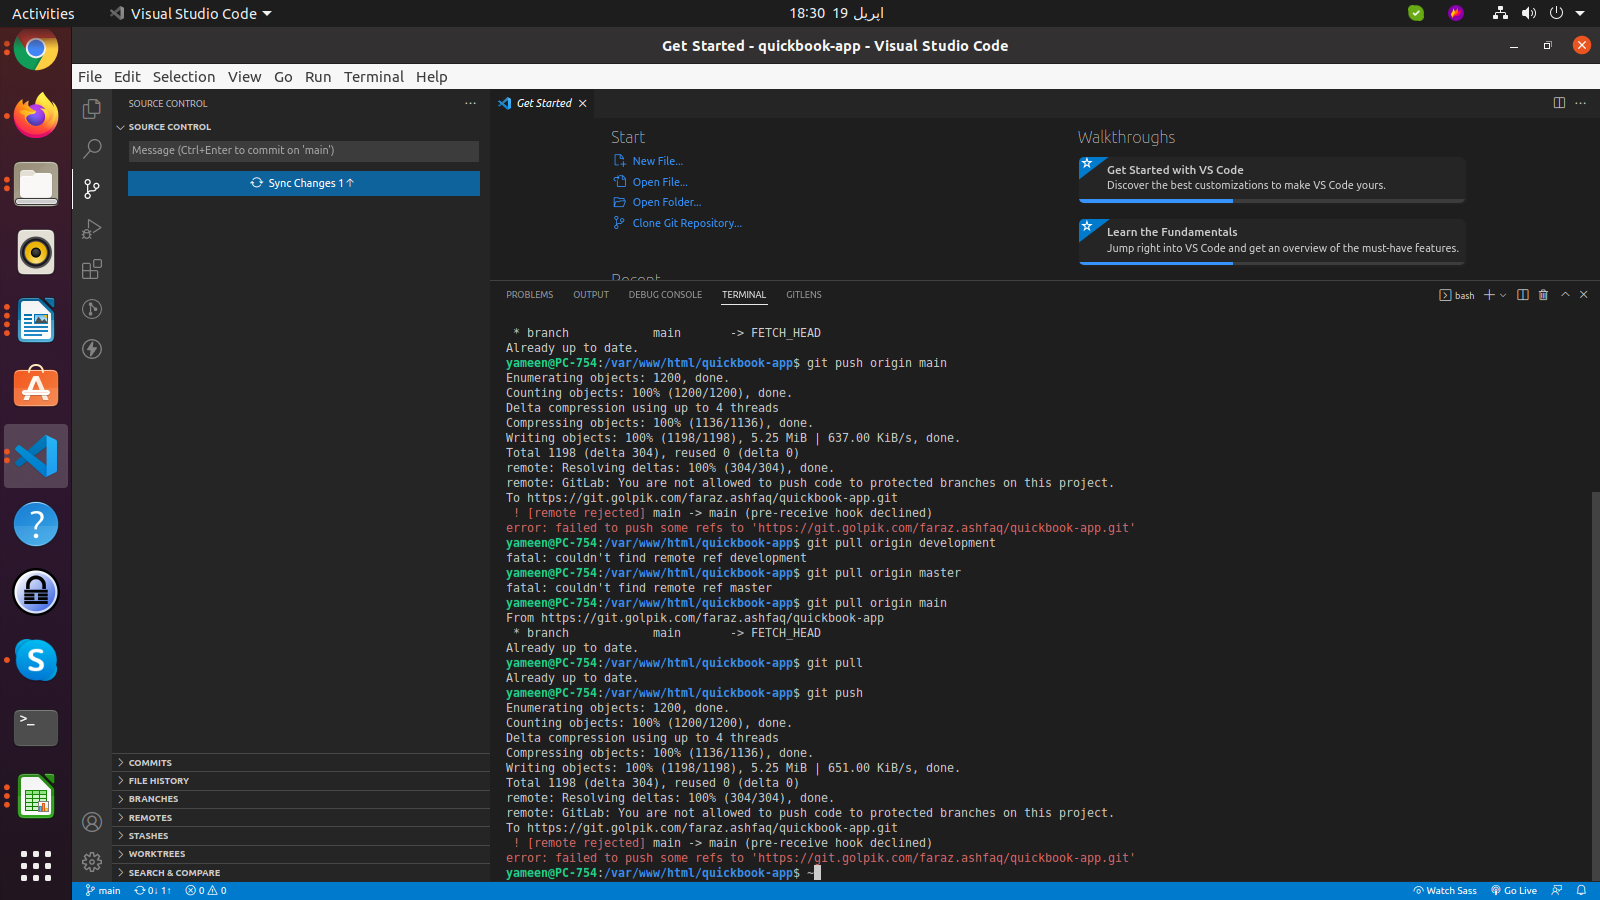 Activities
Visual Studio Code
18:30 19 اپریل
Get Started - quickbook-app - Visual Studio Code
File Edit Selection View Go Run Terminal Help
SOURCE CONTROL
SOURCE CONTROL
Message (Ctrl+Enter to commit on 'main')
Sync Changes 1↑
COMMITS
FILE HISTORY
BRANCHES
REMOTES
STASHES
WORKTREES
SEARCH & COMPARE
Get Started
Start
New File...
Open File...
Open Folder...
Clone Git Repository...
Walkthroughs
Get Started with VS Code
Discover the best customizations to make VS Code yours.
Learn the Fundamentals
Jump right into VS Code and get an overview of the must-have features.
PROBLEMS OUTPUT DEBUG CONSOLE TERMINAL GITLENS
bash
* branch main -> FETCH_HEAD
Already up to date.
yameen@PC-754:/var/www/html/quickbook-app$ git push origin main
Enumerating objects: 1200, done.
Counting objects: 100% (1200/1200), done.
Delta compression using up to 4 threads
Compressing objects: 100% (1136/1136), done.
Writing objects: 100% (1198/1198), 5.25 MiB | 637.00 KiB/s, done.
Total 1198 (delta 304), reused 0 (delta 0)
remote: Resolving deltas: 100% (304/304), done.
remote: GitLab: You are not allowed to push code to protected branches on this project.
To https://git.golpik.com/faraz.ashfaq/quickbook-app.git
! [remote rejected] main -> main (pre-receive hook declined)
error: failed to push some refs to 'https://git.golpik.com/faraz.ashfaq/quickbook-app.git'
yameen@PC-754:/var/www/html/quickbook-app$ git pull origin development
fatal: couldn't find remote ref development
yameen@PC-754:/var/www/html/quickbook-app$ git pull origin master
fatal: couldn't find remote ref master
yameen@PC-754:/var/www/html/quickbook-app$ git pull origin main
From https://git.golpik.com/faraz.ashfaq/quickbook-app
* branch main -> FETCH_HEAD
Already up to date.
yameen@PC-754:/var/www/html/quickbook-app$ git pull
Already up to date.
yameen@PC-754:/var/www/html/quickbook-app$ git push
Enumerating objects: 1200, done.
Counting objects: 100% (1200/1200), done.
Delta compression using up to 4 threads
Compressing objects: 100% (1136/1136), done.
Writing objects: 100% (1198/1198), 5.25 MiB | 651.00 KiB/s, done.
Total 1198 (delta 304), reused 0 (delta 0)
remote: Resolving deltas: 100% (304/304), done.
remote: GitLab: You are not allowed to push code to protected branches on this project.
To https://git.golpik.com/faraz.ashfaq/quickbook-app.git
! [remote rejected] main -> main (pre-receive hook declined)
error: failed to push some refs to 'https://git.golpik.com/faraz.ashfaq/quickbook-app.git'
yameen@PC-754:/var/www/html/quickbook-app$ ~
main 0↓ 1↑ 0 0
Watch Sass Go Live